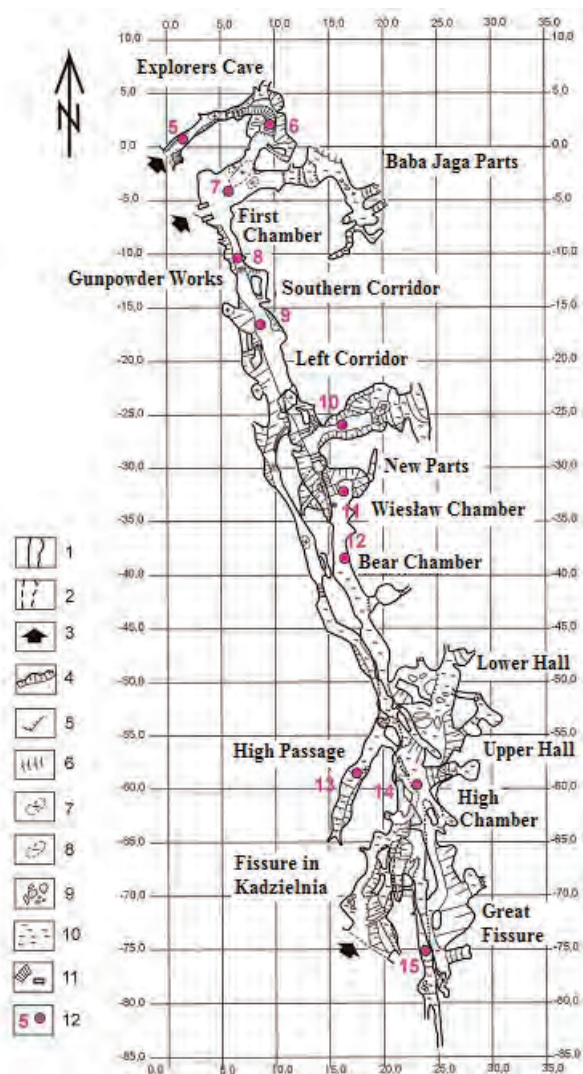 0.0 5,0 10,0 15,0 20,0 25,0 30,0 35,0
10,0 10,0
Explorers Cave
5,0 5,0
5 6
0,0 0,0
Baba Jaga Parts
7
-5,0 -5,0
First
Chamber
-10,0 8 -10,0
Gunpowder Works
Southern Corridor
-15,0 9 -15,0
Left Corridor
-20,0 -20,0
10
-25,0 -25,0
New Parts
-30,0 -30,0
11 Wiesław Chamber
-35,0 -35,0
12
Bear Chamber
-40,0 -40,0
-45,0 -45,0
Lower Hall
-50,0 -50,0
-55,0 -55,0
High Passage Upper Hall
13 14
-60,0 -60,0
High
Chamber
-65,0 -65,0
Fissure in
Kadzielnia
-70,0 -70,0
Great
Fissure
-75,0 15 -75,0
-80,0 -80,0
-85,0 -85,0
0.0 5,0 10,0 15,0 20,0 25,0 30,0 35,0
N
1
2
3
4
5
6
7
8
9
10
11
5 12